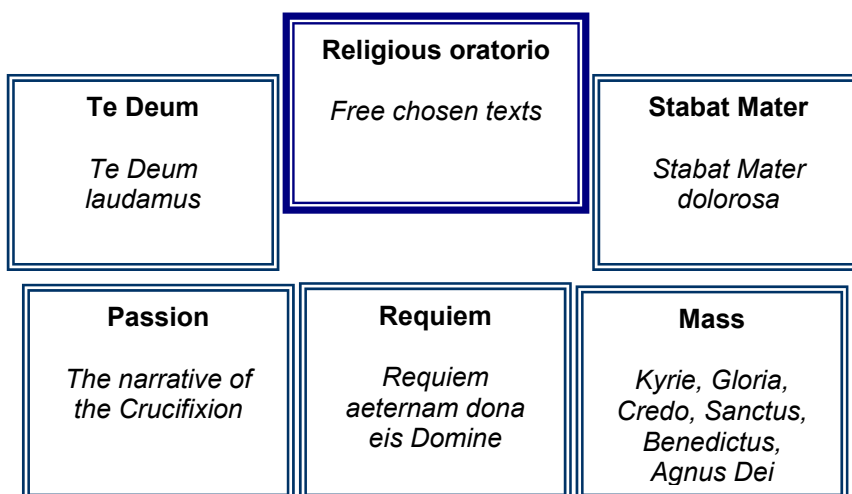 Religious oratorio
Free chosen texts
Te Deum
Te Deum
laudamus
Stabat Mater
Stabat Mater
dolorosa
Passion
The narrative of
the Crucifixion
Requiem
Requiem
aeternam dona
eis Domine
Mass
Kyrie, Gloria,
Credo, Sanctus,
Benedictus,
Agnus Dei